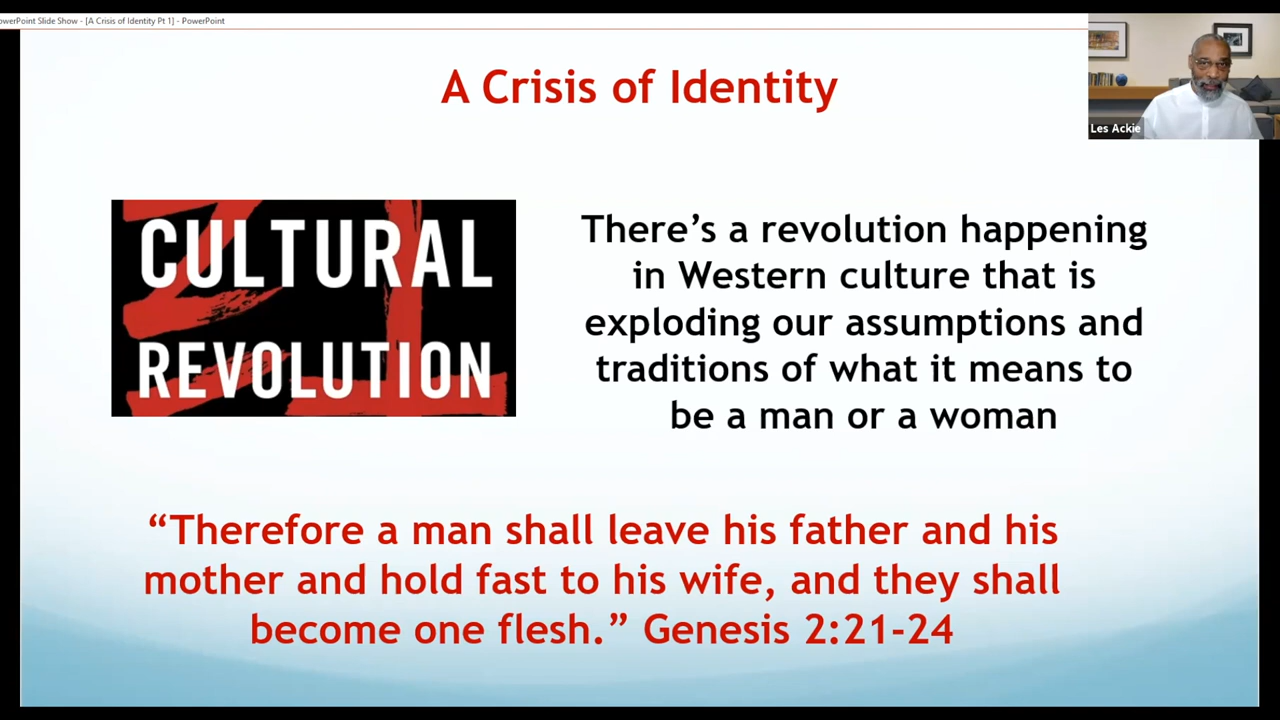 owerPoint Slide Show - [A Crisis of Identity Pt 1] - PowerPoint
A Crisis of Identity
Les Ackie
CULTURAL
REVOLUTION
There’s a revolution happening
in Western culture that is
exploding our assumptions and
traditions of what it means to
be a man or a woman
“Therefore a man shall leave his father and his
mother and hold fast to his wife, and they shall
become one flesh.” Genesis 2:21-24